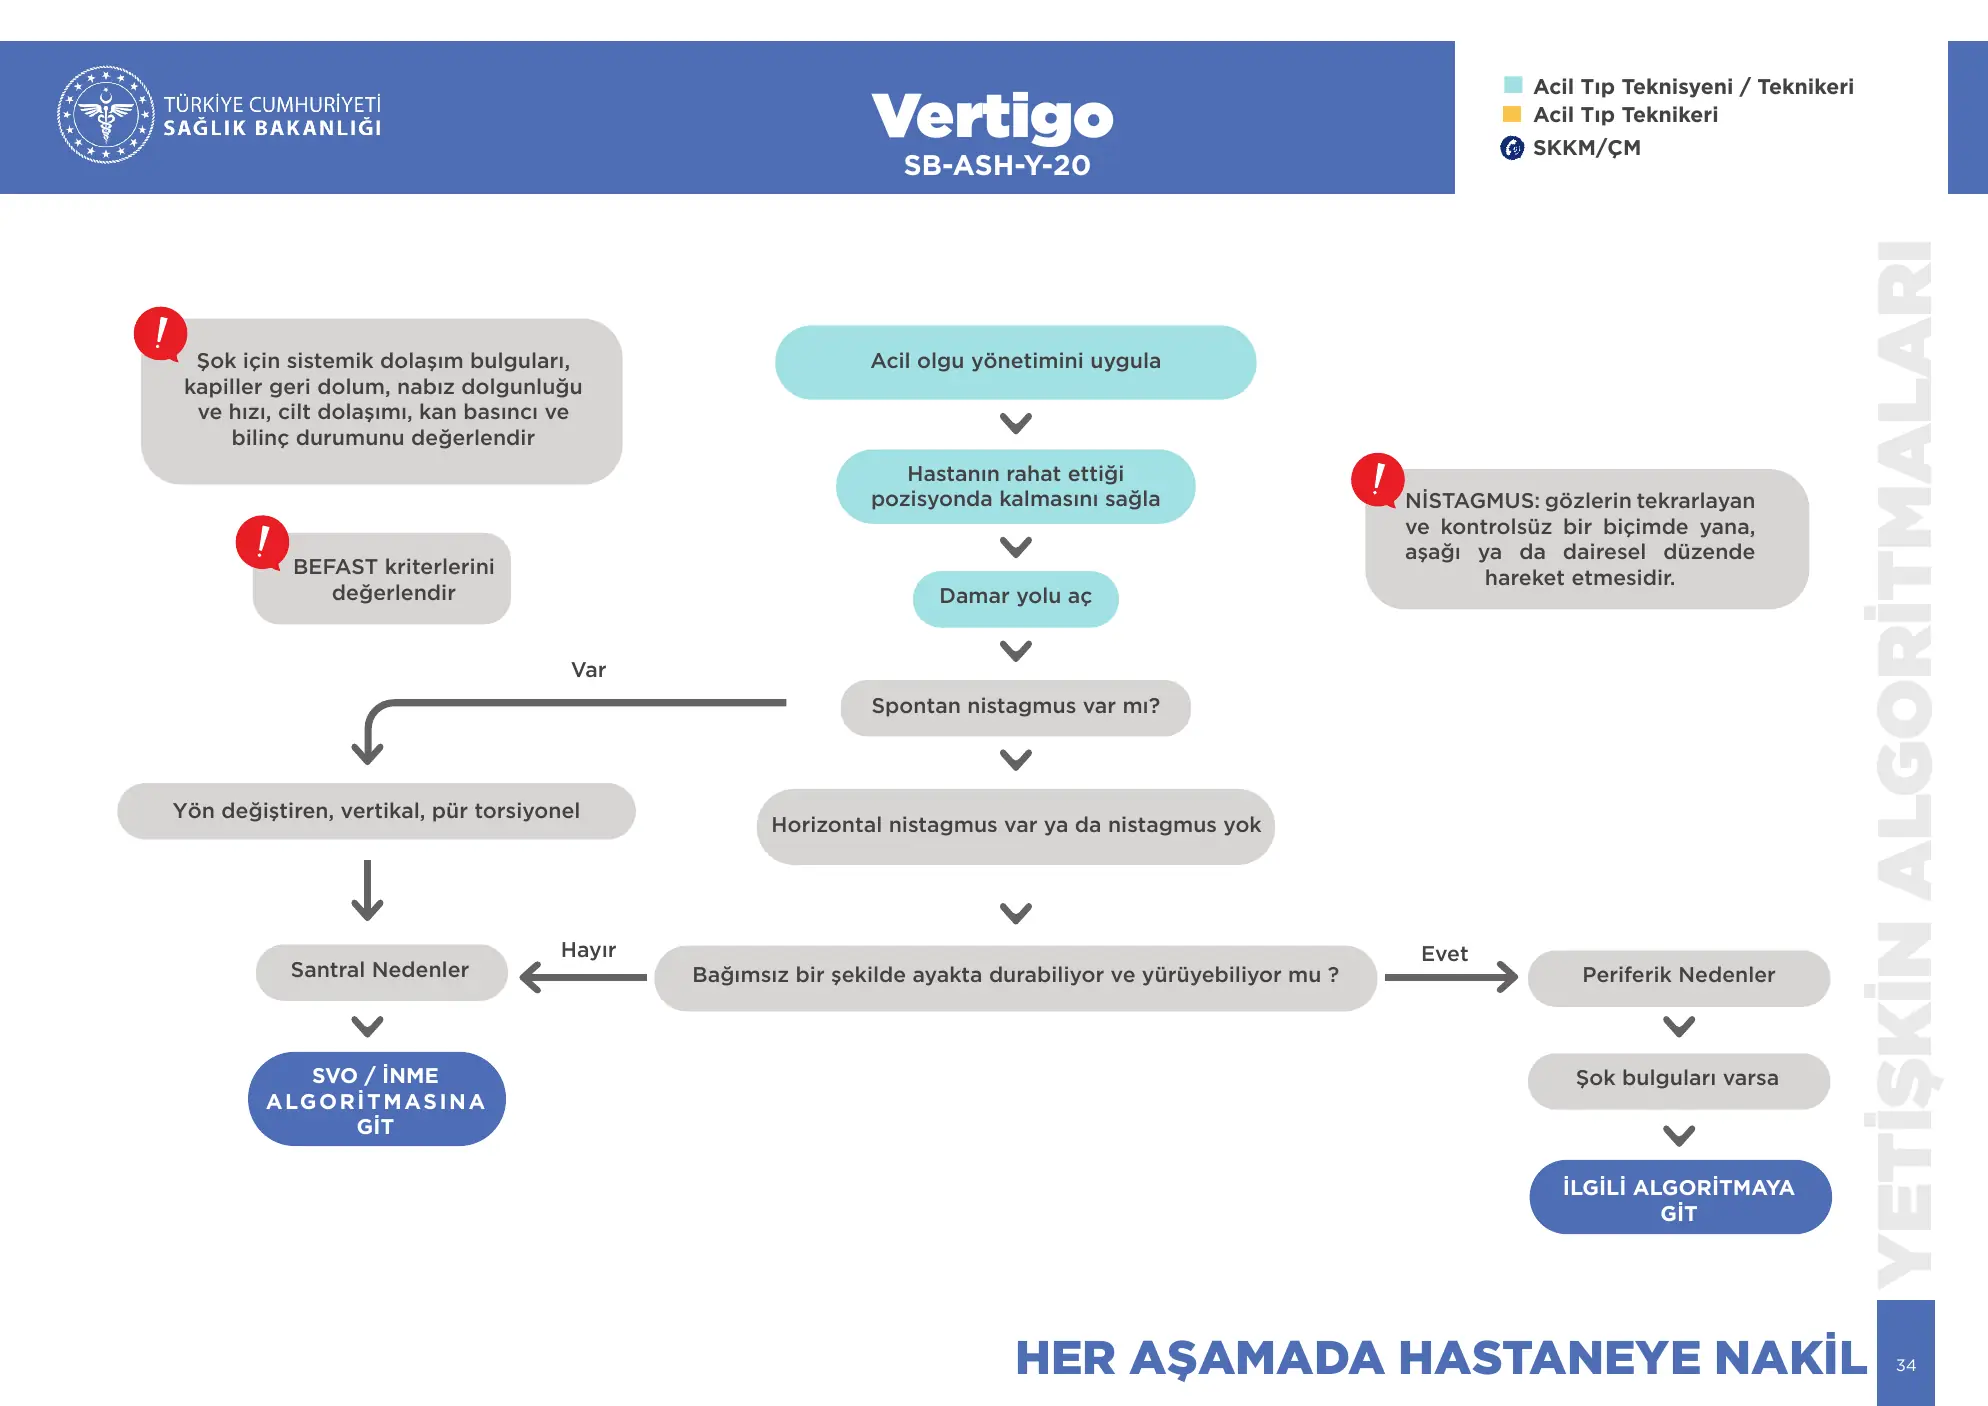 TÜRKİYE CUMHURİYETİ
SAĞLIK BAKANLIĞI
Vertigo
SB-ASH-Y-20
Acil Tıp Teknisyeni / Teknikeri
Acil Tıp Teknikeri
SKKM/ÇM
!
Şok için sistemik dolaşım bulguları,
kapiller geri dolum, nabız dolgunluğu
ve hızı, cilt dolaşımı, kan basıncı ve
bilinç durumunu değerlendir
Acil olgu yönetimini uygula
Hastanın rahat ettiği
pozisyonda kalmasını sağla
!
NİSTAGMUS: gözlerin tekrarlayan
ve kontrolsüz bir biçimde yana,
aşağı ya da dairesel düzende
hareket etmesidir.
!
BEFAST kriterlerini
değerlendir
Damar yolu aç
Var
Spontan nistagmus var mı?
Yön değiştiren, vertikal, pür torsiyonel
Horizontal nistagmus var ya da nistagmus yok
Santral Nedenler
Hayır
Bağımsız bir şekilde ayakta durabiliyor ve yürüyebiliyor mu ?
Evet
Periferik Nedenler
SVO / İNME
ALGORİTMASINA
GİT
Şok bulguları varsa
İLGİLİ ALGORİTMAYA
GİT
YETİŞKİN ALGORİTMALARI
HER AŞAMADA HASTANEYE NAKİL
34